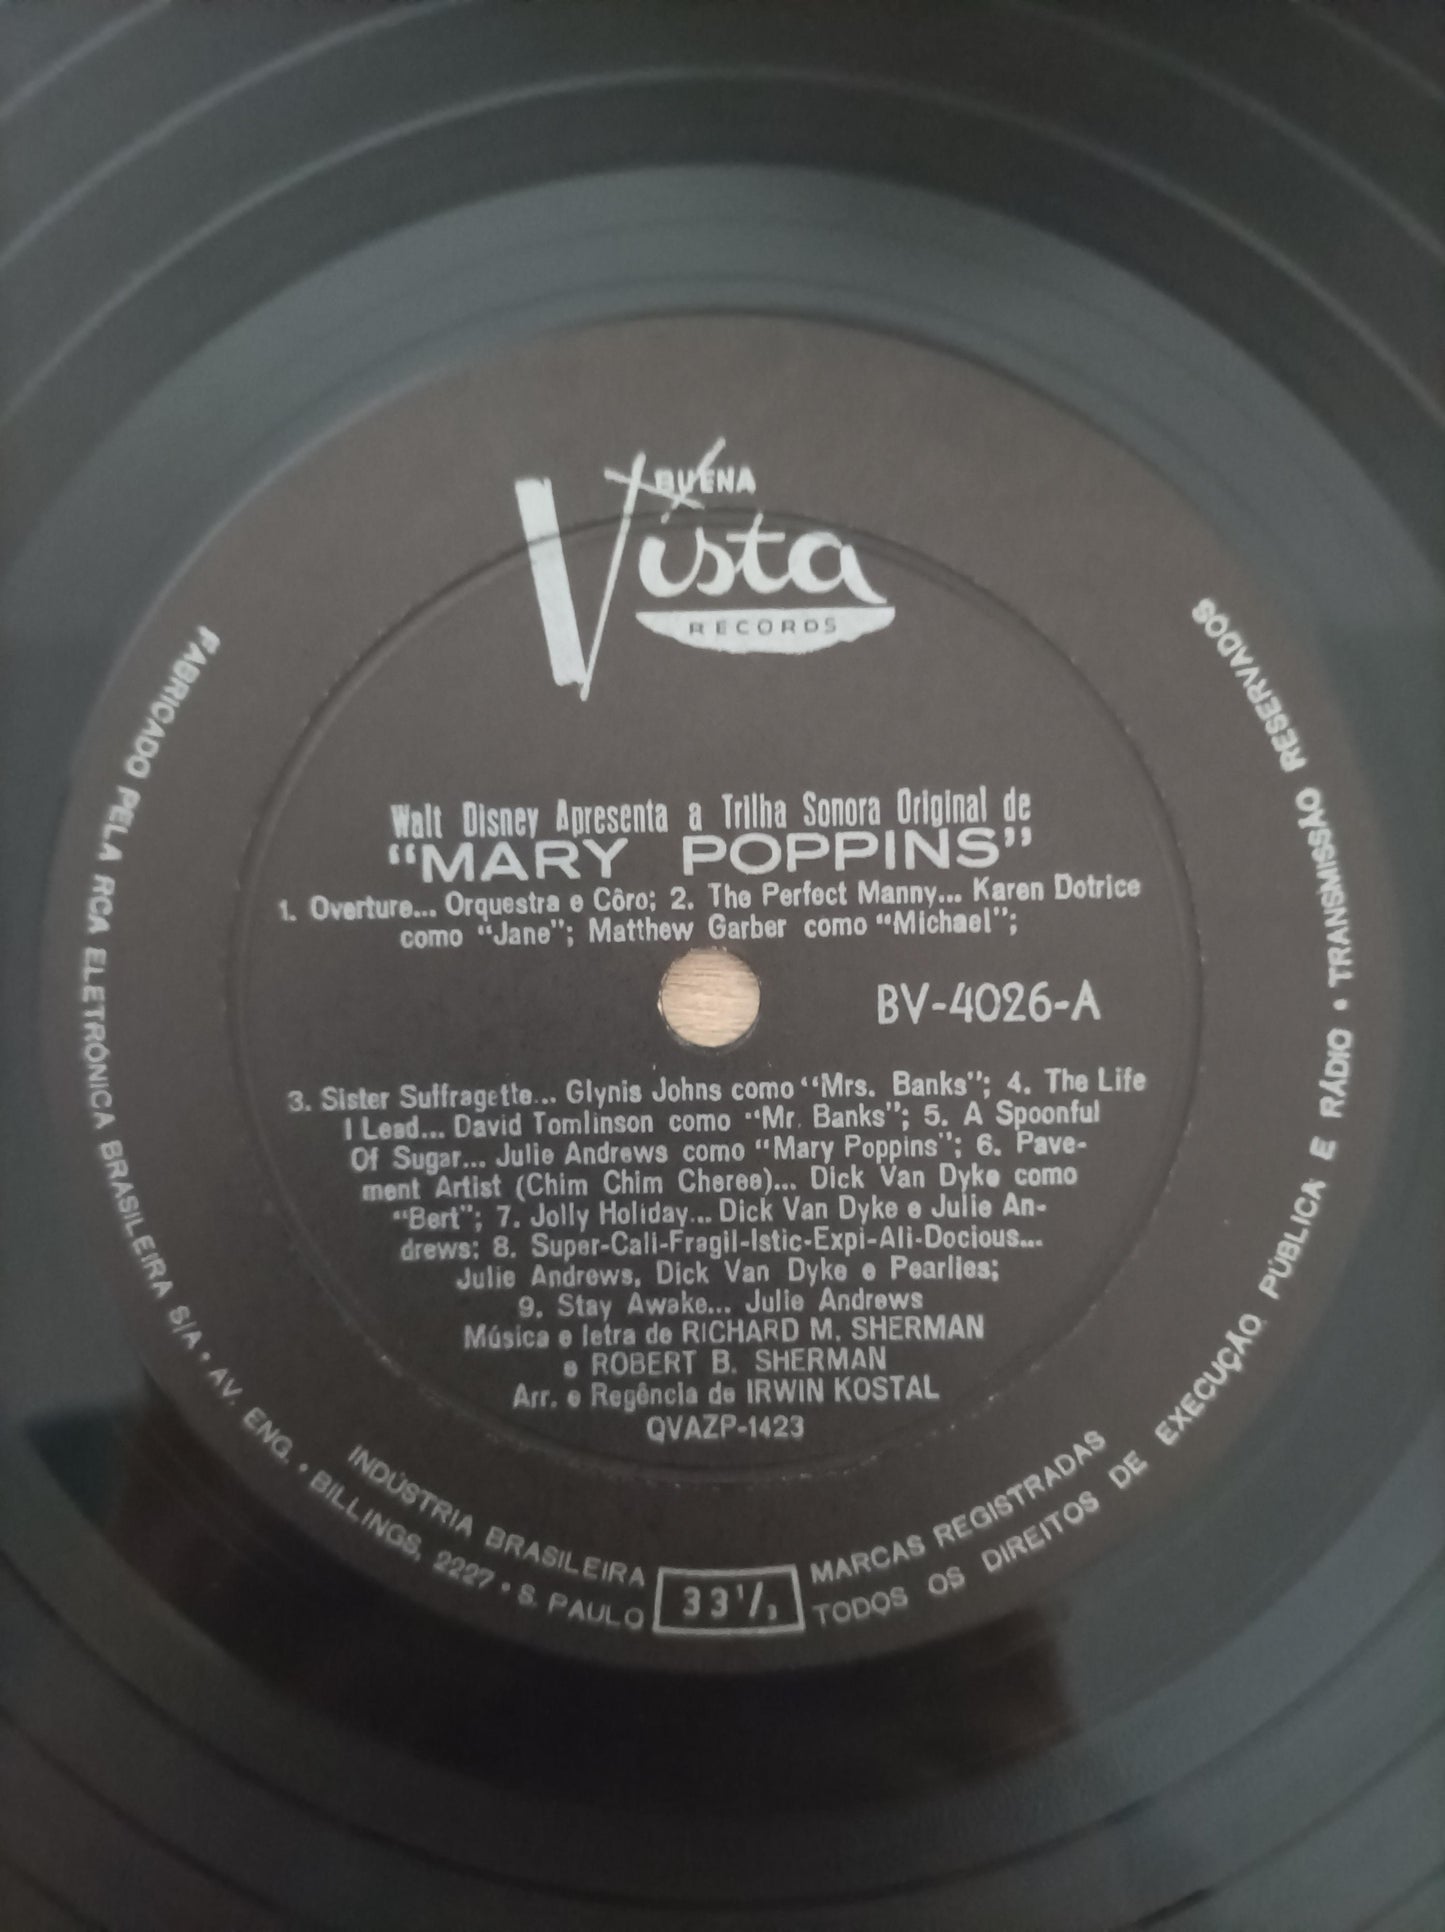 BUENA
Vista
RECORDS
Walt Disney Apresenta a Trilha Sonora Original de
"MARY POPPINS"
1. Overture... Orquestra e Côro; 2. The Perfect Manny... Karen Dotrice
como "Jane"; Matthew Garber como "Michael";
BV-4026-A
3. Sister Suffragette... Glynis Johns como "Mrs. Banks"; 4. The Life
I Lead... David Tomlinson como "Mr. Banks"; 5. A Spoonful
Of Sugar... Julie Andrews como "Mary Poppins"; 6. Pave-
ment Artist (Chim Chim Cheree)... Dick Van Dyke como
"Bert"; 7. Jolly Holiday... Dick Van Dyke e Julie An-
drews; 8. Super-Cali-Fragil-Istic-Expi-Ali-Docious...
Julie Andrews, Dick Van Dyke e Pearlies;
9. Stay Awake... Julie Andrews
Música e letra de RICHARD M. SHERMAN
e ROBERT B. SHERMAN
Arr. e Regência de IRWIN KOSTAL
QVAZP-1423
FABRICADO PELA RCA ELETRÔNICA BRASILEIRA S/A • AV. ENG. • BILLINGS, 2227 • S. PAULO
INDÚSTRIA BRASILEIRA
33 1/3
MARCAS REGISTRADAS
TODOS OS DIREITOS DE EXECUÇÃO PÚBLICA E RÁDIO • TRANSMISSÃO RESERVADOS